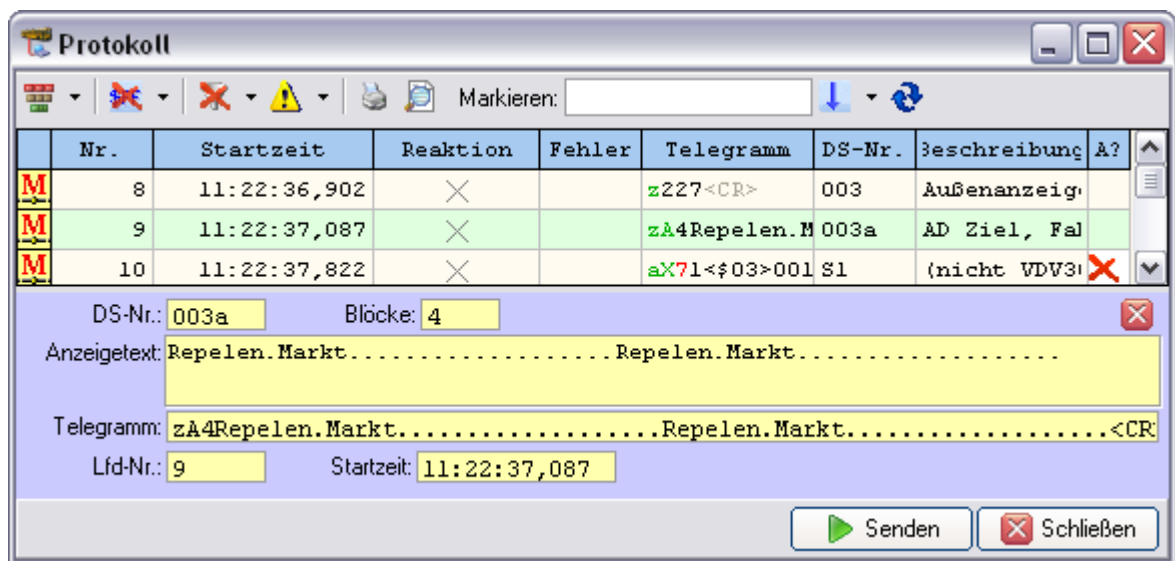 Protokoll
Markieren:
Nr. Startzeit Reaktion Fehler Telegramm DS-Nr. Beschreibung A?
M 8 11:22:36,902 z227<CR> 003 Außenanzeig
M 9 11:22:37,087 zA4Repelen.M 003a AD Ziel, Fal
M 10 11:22:37,822 aX71<$03>001 S1 (nicht VDV3
DS-Nr.: 003a Blöcke: 4
Anzeigetext: Repelen.Markt...................Repelen.Markt...................
Telegramm: zA4Repelen.Markt...................Repelen.Markt...................<CR
Lfd-Nr.: 9 Startzeit: 11:22:37,087
Senden Schließen